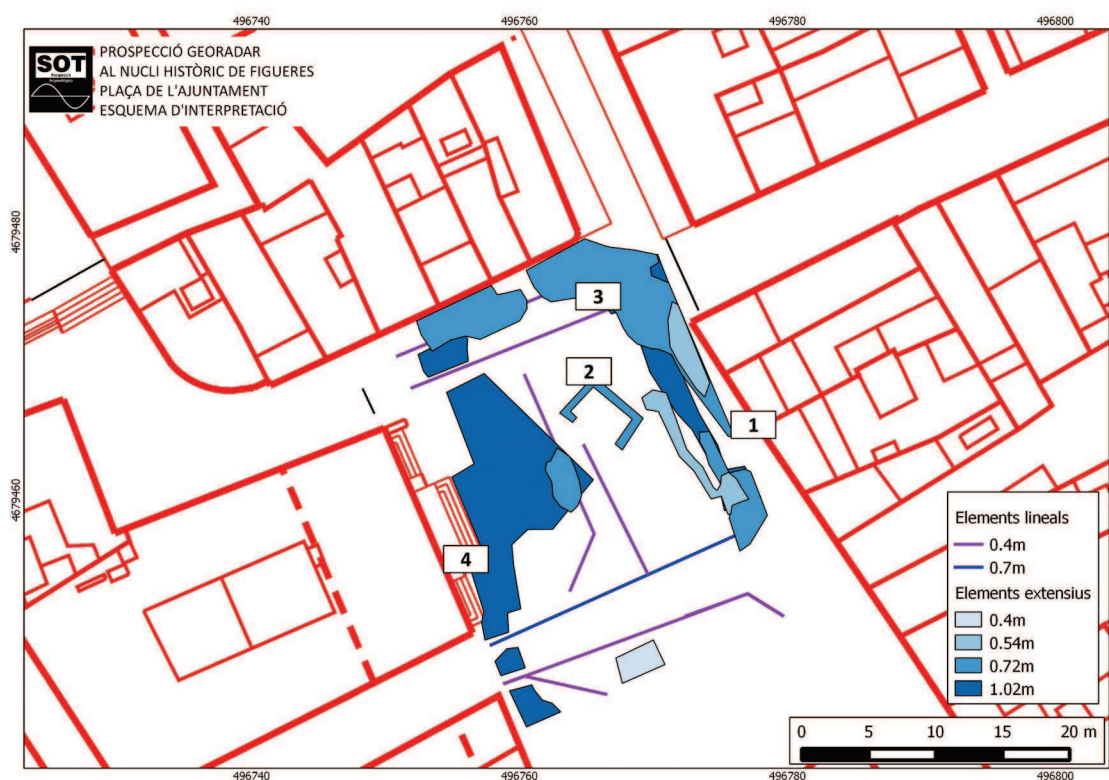 496740 496760 496780 496800
SOT
Prospecció
Arqueològica
PROSPECCIÓ GEORADAR
AL NUCLI HISTÒRIC DE FIGUERES
PLAÇA DE L'AJUNTAMENT
ESQUEMA D'INTERPRETACIÓ
4679480
3
2
1
4679460
4
Elements lineals
0.4m
0.7m
Elements extensius
0.4m
0.54m
0.72m
1.02m
0 5 10 15 20 m
496740 496760 496780 496800